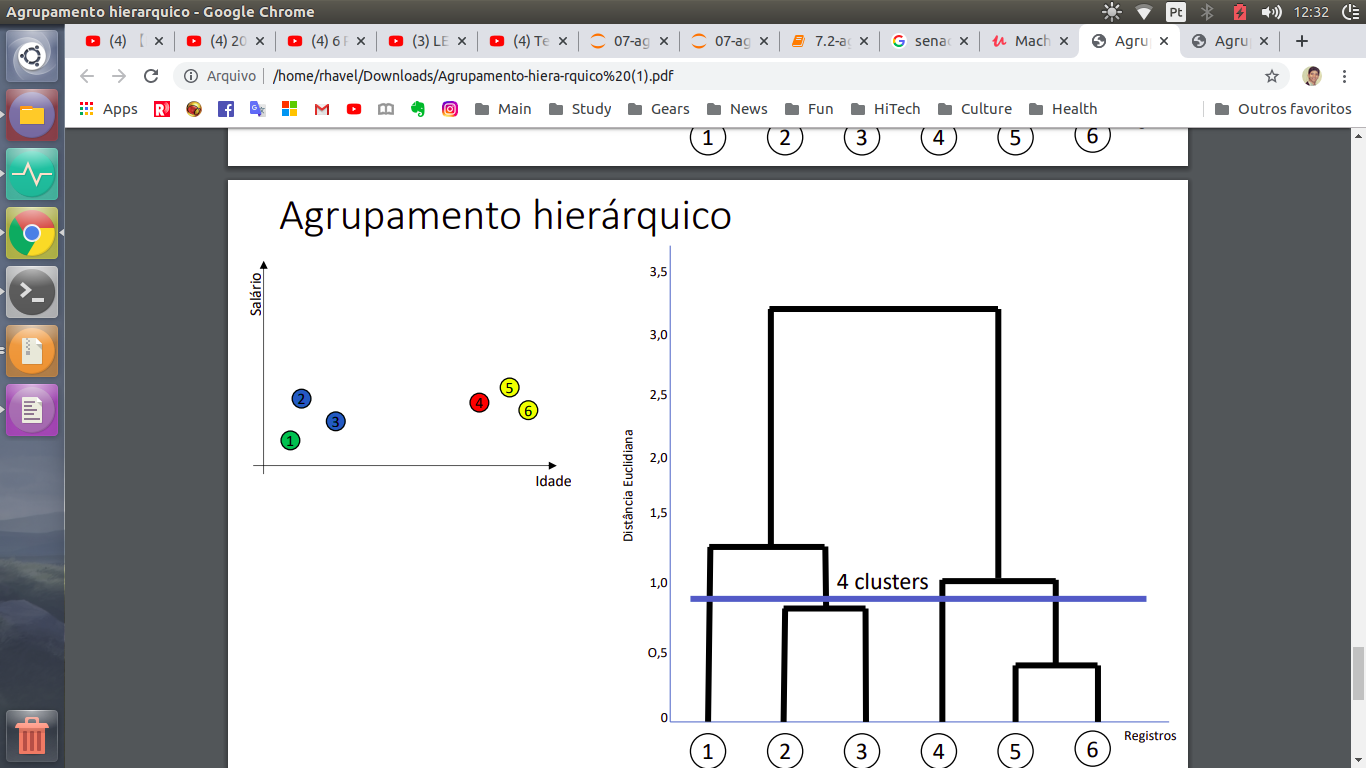 Agrupamento hierarquico - Google Chrome
Pt
12:32
(4)
(4) 20
(4) 6 F
(3) LE
(4) Te
07-ag
07-ag
7.2-ag
senac
Mach
Agru
Agru
Arquivo
/home/rhavel/Downloads/Agrupamento-hiera-rquico%20(1).pdf
Apps
Main
Study
Gears
News
Fun
HiTech
Culture
Health
Outros favoritos
1 2 3 4 5 6
Agrupamento hierárquico
Salário
2
3
1
4
5
6
Idade
Distância Euclidiana
3,5
3,0
2,5
2,0
1,5
1,0
O,5
0
4 clusters
1 2 3 4 5 6
Registros